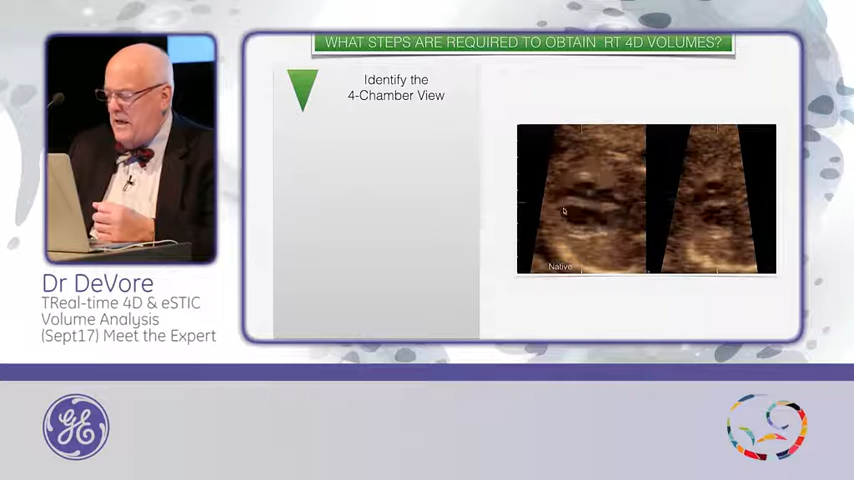 WHAT STEPS ARE REQUIRED TO OBTAIN RT 4D VOLUMES?
Identify the
4-Chamber View
Native
Dr DeVore
TReal-time 4D & eSTIC
Volume Analysis
(Sept17) Meet the Expert
GE